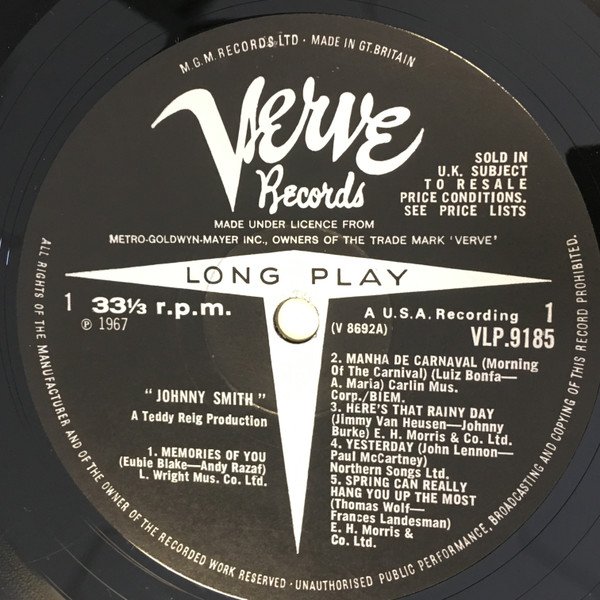 M.G.M. RECORDS LTD · MADE IN GT. BRITAIN
Verve
Records
SOLD IN
U.K. SUBJECT
TO RESALE
PRICE CONDITIONS.
SEE PRICE LISTS
MADE UNDER LICENCE FROM
METRO-GOLDWYN-MAYER INC., OWNERS OF THE TRADE MARK 'VERVE'
LONG PLAY
1 33⅓ r.p.m.
℗ 1967
A U.S.A. Recording 1
(V 8692A) VLP.9185
"JOHNNY SMITH"
A Teddy Reig Production
1. MEMORIES OF YOU
(Eubie Blake—Andy Razaf)
L. Wright Mus. Co. Ltd.
2. MANHA DE CARNAVAL (Morning
Of The Carnival) (Luiz Bonfa—
A. Maria) Carlin Mus.
Corp./BIEM.
3. HERE'S THAT RAINY DAY
(Jimmy Van Heusen—Johnny
Burke) E. H. Morris & Co. Ltd.
4. YESTERDAY (John Lennon—
Paul McCartney)
Northern Songs Ltd.
5. SPRING CAN REALLY
HANG YOU UP THE MOST
(Thomas Wolf—
Frances Landesman)
E. H. Morris &
Co. Ltd.
ALL RIGHTS OF THE MANUFACTURER AND OF THE OWNER OF THE RECORDED WORK RESERVED · UNAUTHORISED PUBLIC PERFORMANCE, BROADCASTING AND COPYING OF THIS RECORD PROHIBITED.